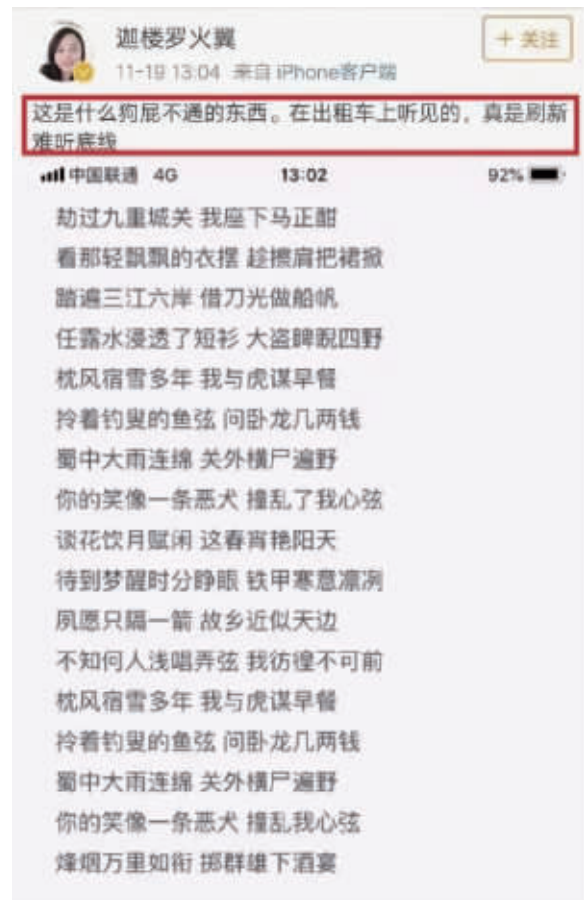 迦楼罗火翼
+ 关注
11-19 13:04 来自 iPhone客户端
这是什么狗屁不通的东西。在出租车上听见的，真是刷新
难听底线
中国联通 4G 13:02 92%
劫过九重城关 我座下马正酣
看那轻飘飘的衣摆 趁擦肩把裙掀
踏遍三江六岸 借刀光做船帆
任露水浸透了短衫 大盗睥睨四野
枕风宿雪多年 我与虎谋早餐
拎着钓叟的鱼弦 问卧龙几两钱
蜀中大雨连绵 关外横尸遍野
你的笑像一条恶犬 撞乱了我心弦
谈花饮月赋闲 这春宵艳阳天
待到梦醒时分睁眼 铁甲寒意凛冽
夙愿只隔一箭 故乡近似天边
不知何人浅唱弄弦 我彷徨不可前
枕风宿雪多年 我与虎谋早餐
拎着钓叟的鱼弦 问卧龙几两钱
蜀中大雨连绵 关外横尸遍野
你的笑像一条恶犬 撞乱我心弦
烽烟万里如衔 掷群雄下酒宴